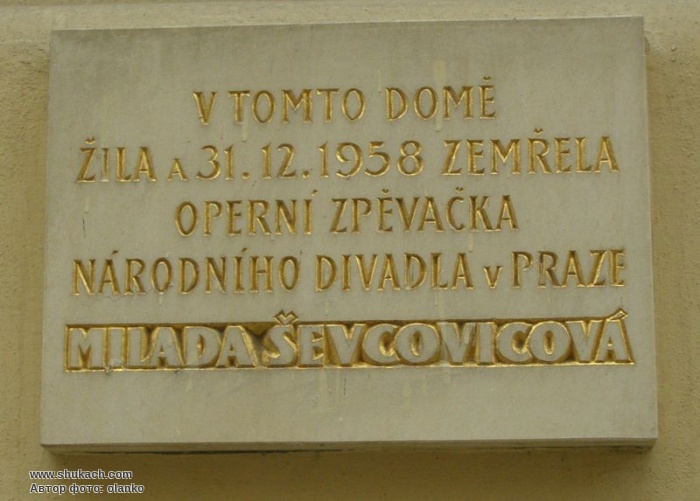 V TOMTO DOMĚ
ŽILA A 31. 12. 1958 ZEMŘELA
OPERNÍ ZPĚVAČKA
NÁRODNÍHO DIVADLA V PRAZE
MILADA ŠEVCOVICOVÁ
www.shukach.com
Автор фото: olanko